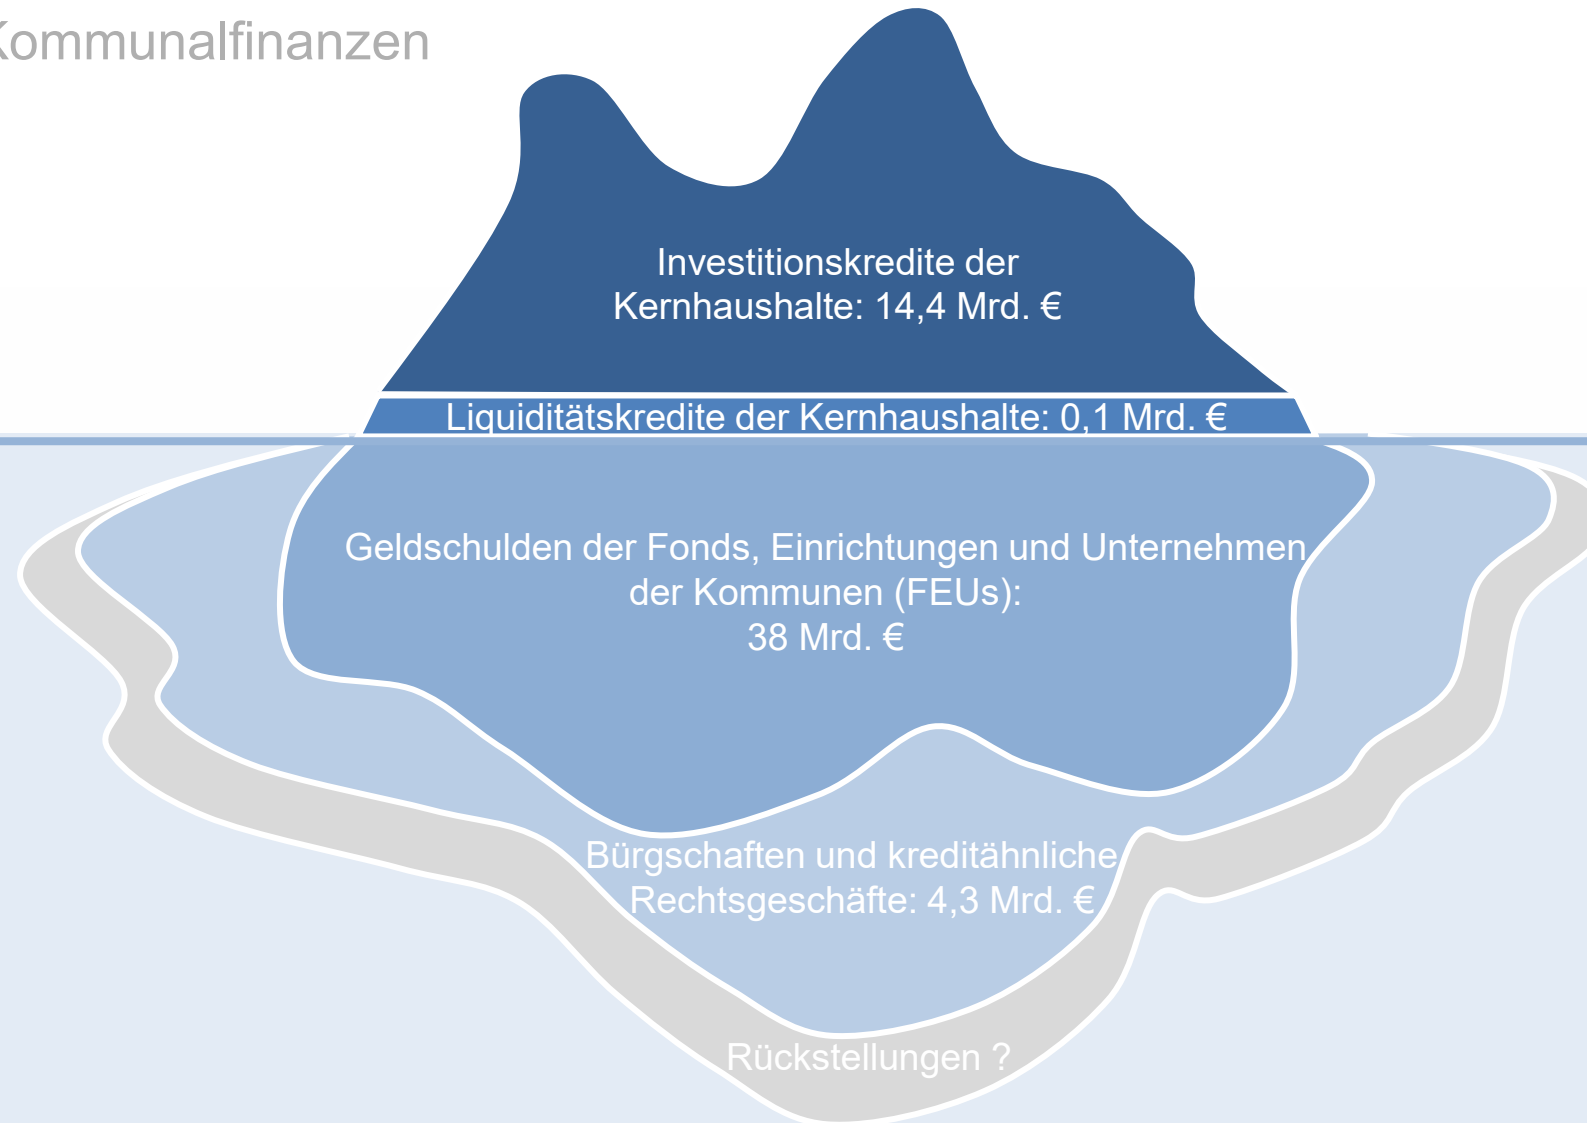 Kommunalfinanzen
Investitionskredite der
Kernhaushalte: 14,4 Mrd. €
Liquiditätskredite der Kernhaushalte: 0,1 Mrd. €
Geldschulden der Fonds, Einrichtungen und Unternehmen
der Kommunen (FEUs):
38 Mrd. €
Bürgschaften und kreditähnliche
Rechtsgeschäfte: 4,3 Mrd. €
Rückstellungen ?